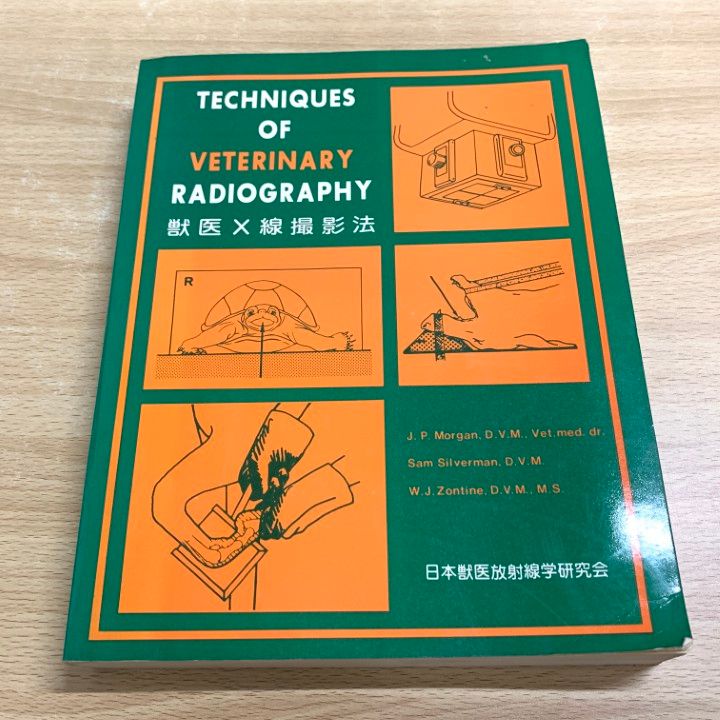 TECHNIQUES
OF
VETERINARY
RADIOGRAPHY
獣医X線撮影法
R
J. P. Morgan, D.V.M., Vet.med. dr.
Sam Silverman, D.V.M.
W.J. Zontine, D.V.M., M.S.
日本獣医放射線学研究会